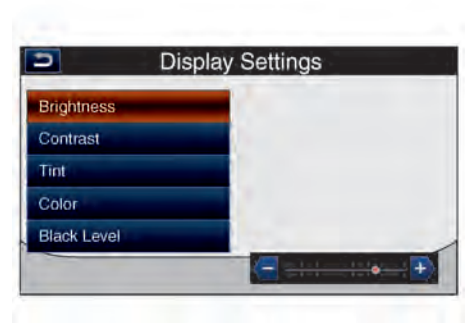 Display Settings
Brightness
Contrast
Tint
Color
Black Level